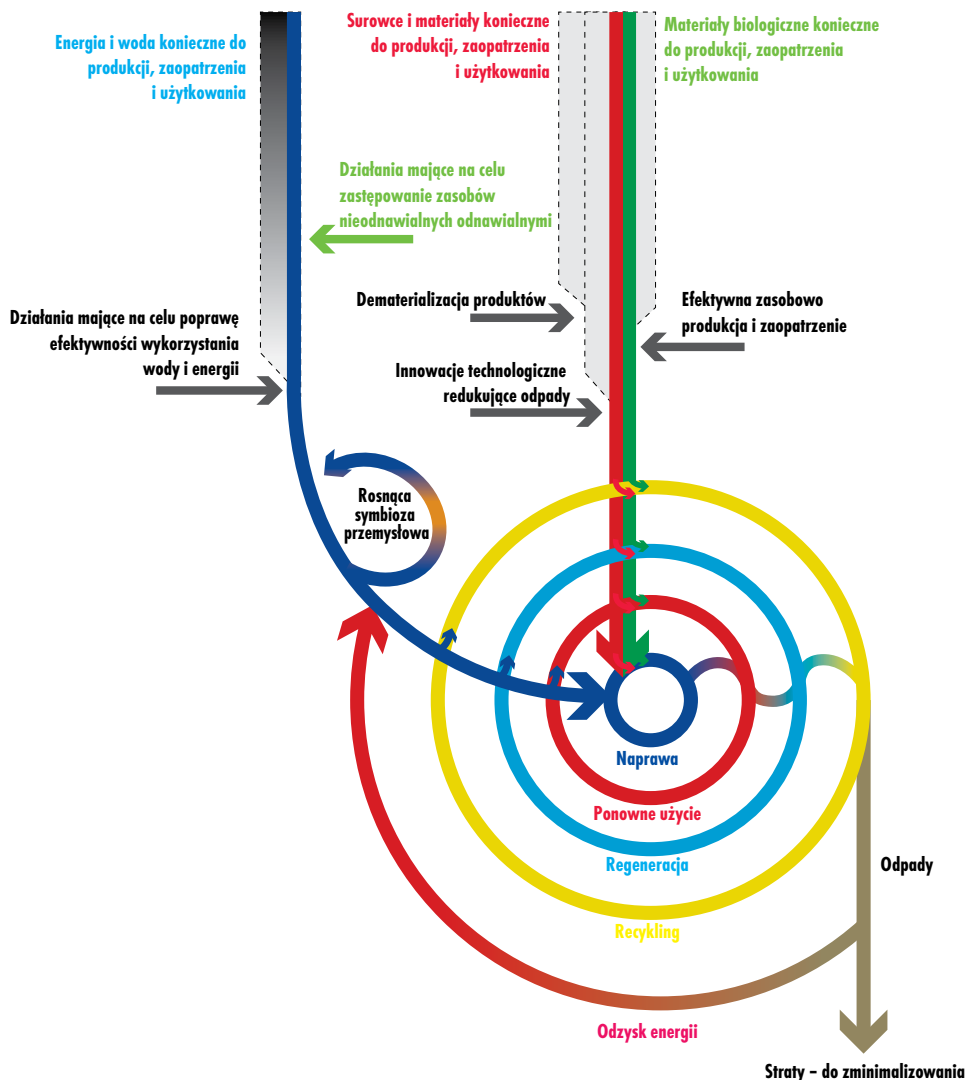 Energia i woda konieczne do
produkcji, zaopatrzenia
i użytkowania
Surowce i materiały konieczne
do produkcji, zaopatrzenia
i użytkowania
Materiały biologiczne konieczne
do produkcji, zaopatrzenia
i użytkowania
Działania mające na celu
zastępowanie zasobów
nieodnawialnych odnawialnymi
Działania mające na celu poprawę
efektywności wykorzystania
wody i energii
Dematerializacja produktów
Efektywna zasobowo
produkcja i zaopatrzenie
Innowacje technologiczne
redukujące odpady
Rosnąca
symbioza
przemysłowa
Naprawa
Ponowne użycie
Regeneracja
Recykling
Odpady
Odzysk energii
Straty – do zminimalizowania